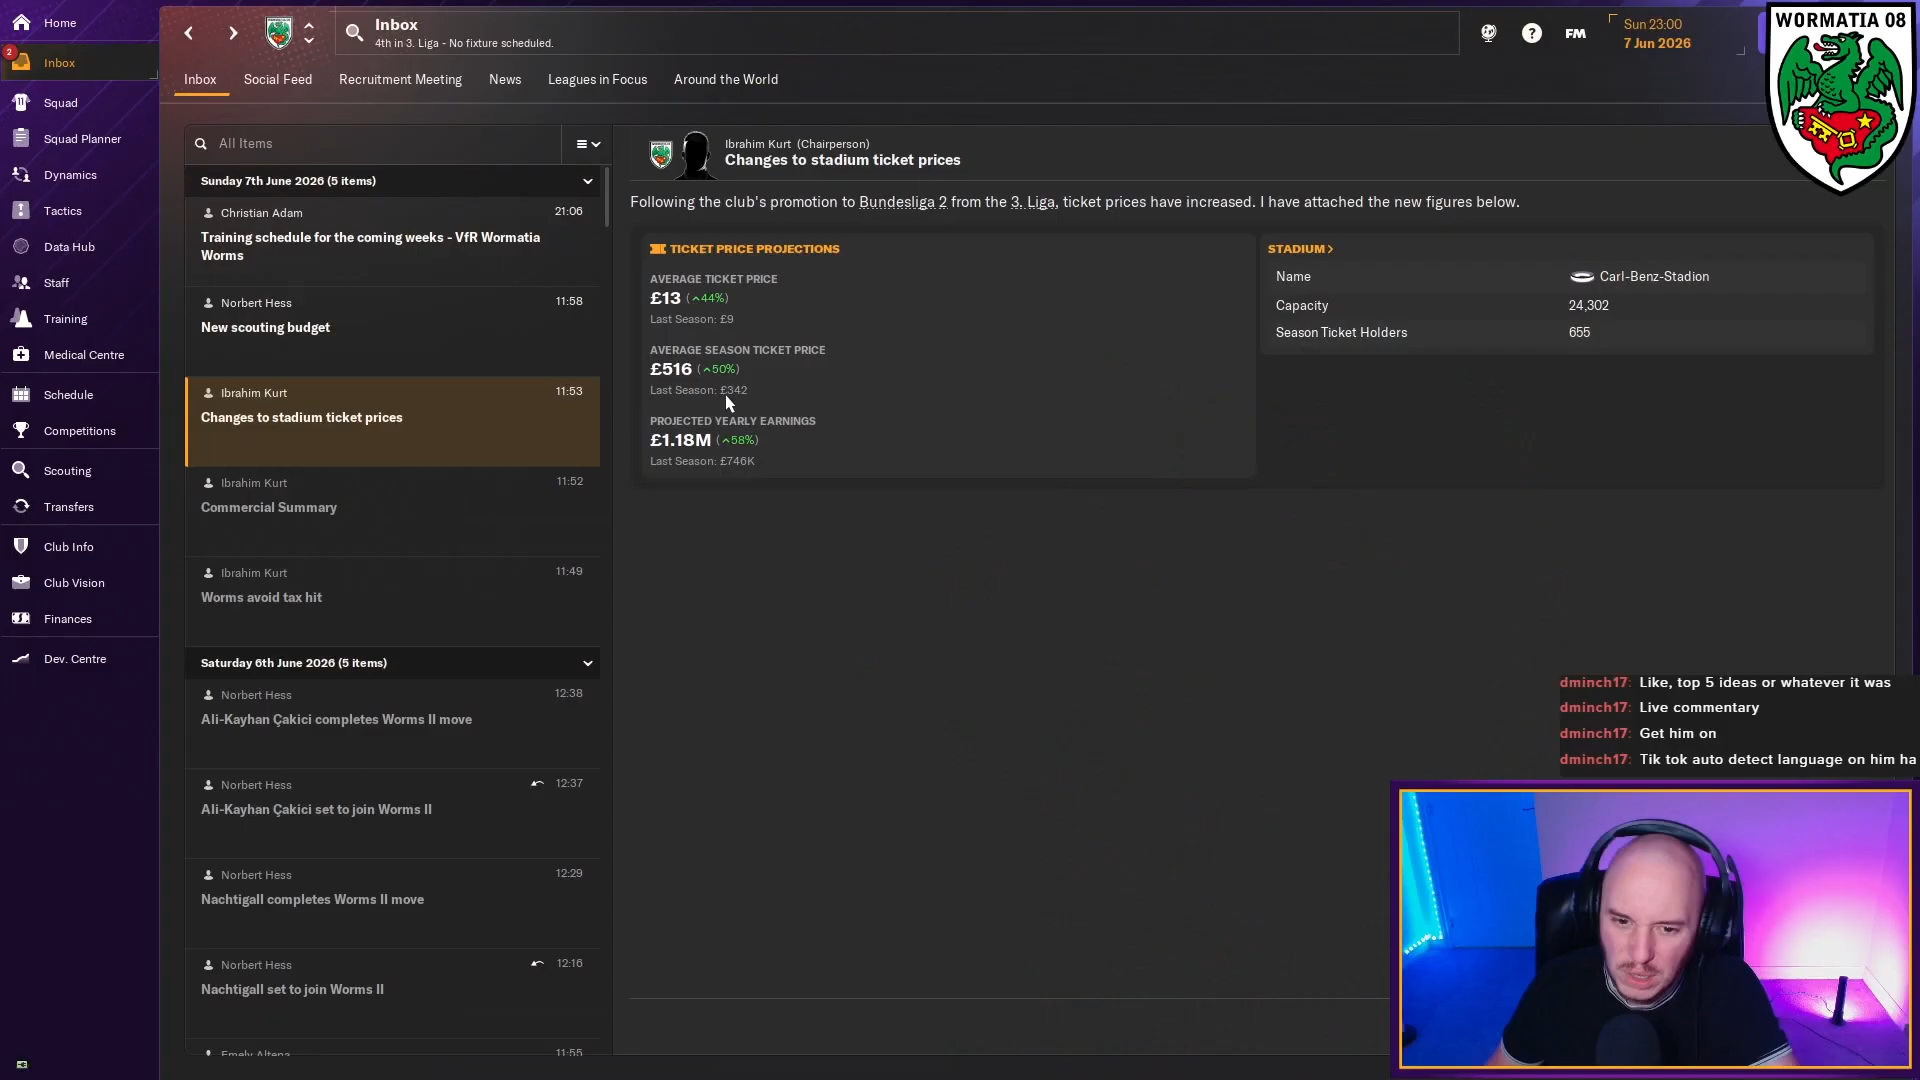 Home
Inbox
2
Squad
Squad Planner
Dynamics
Tactics
Data Hub
Staff
Training
Medical Centre
Schedule
Competitions
Scouting
Transfers
Club Info
Club Vision
Finances
Dev. Centre
Inbox
4th in 3. Liga - No fixture scheduled.
?
FM
Sun 23:00
7 Jun 2026
WORMATIA 08
Inbox
Social Feed
Recruitment Meeting
News
Leagues in Focus
Around the World
All Items
Sunday 7th June 2026 (5 items)
Christian Adam 21:06
Training schedule for the coming weeks - VfR Wormatia
Worms
Norbert Hess 11:58
New scouting budget
Ibrahim Kurt 11:53
Changes to stadium ticket prices
Ibrahim Kurt 11:52
Commercial Summary
Ibrahim Kurt 11:49
Worms avoid tax hit
Saturday 6th June 2026 (5 items)
Norbert Hess 12:38
Ali-Kayhan Çakici completes Worms II move
Norbert Hess 12:37
Ali-Kayhan Çakici set to join Worms II
Norbert Hess 12:29
Nachtigall completes Worms II move
Norbert Hess 12:16
Nachtigall set to join Worms II
Emely Altena 11:55
Ibrahim Kurt (Chairperson)
Changes to stadium ticket prices
Following the club's promotion to Bundesliga 2 from the 3. Liga, ticket prices have increased. I have attached the new figures below.
TICKET PRICE PROJECTIONS
AVERAGE TICKET PRICE
£13 (44%)
Last Season: £9
AVERAGE SEASON TICKET PRICE
£516 (50%)
Last Season: £342
PROJECTED YEARLY EARNINGS
£1.18M (58%)
Last Season: £746K
STADIUM
Name Carl-Benz-Stadion
Capacity 24,302
Season Ticket Holders 655
dminch17: Like, top 5 ideas or whatever it was
dminch17: Live commentary
dminch17: Get him on
dminch17: Tik tok auto detect language on him ha